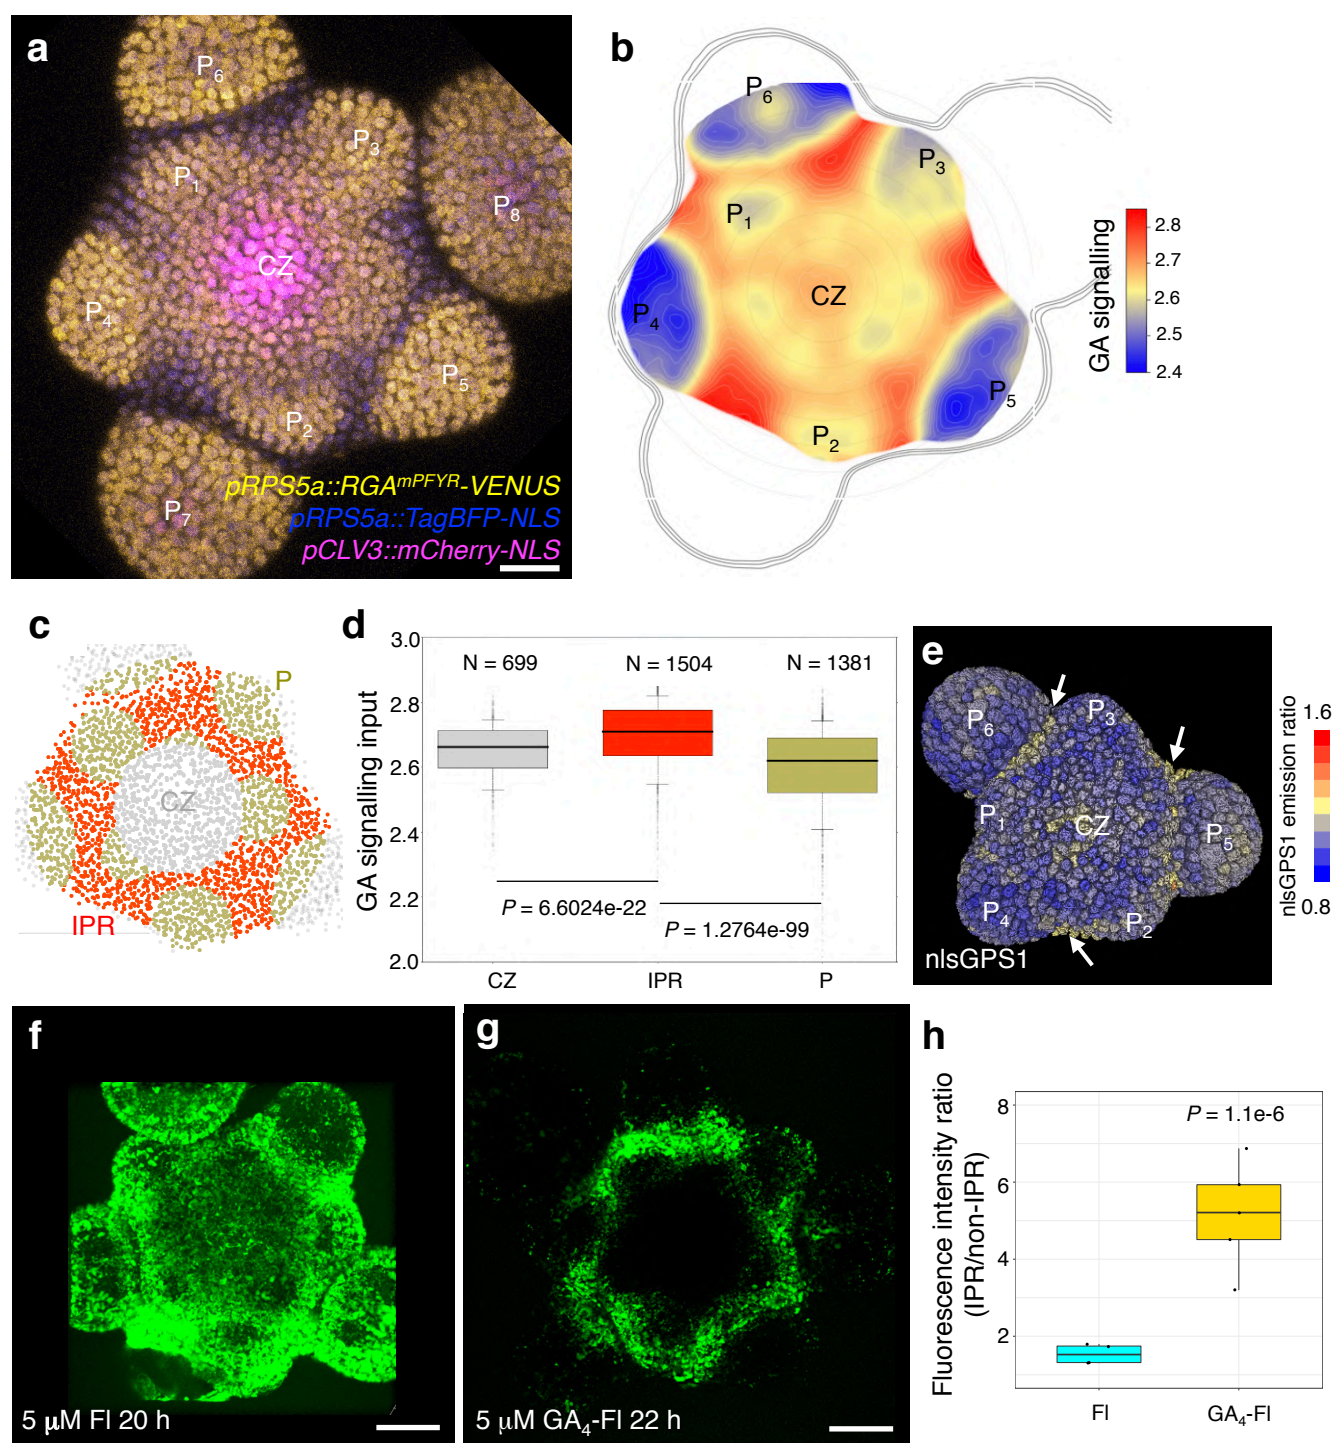 a
P6
P3
P1
P8
CZ
P4
P5
P2
P7
pRPS5a::RGA^mPFYR-VENUS
pRPS5a::TagBFP-NLS
pCLV3::mCherry-NLS
b
P6
P3
P1
CZ
P4
P5
P2
GA signalling
2.8
2.7
2.6
2.5
2.4
c
P
CZ
IPR
d
GA signalling input
3.0
2.8
2.6
2.4
2.2
2.0
N = 699
N = 1504
N = 1381
P = 6.6024e-22
P = 1.2764e-99
CZ
IPR
P
e
P3
P6
P1
CZ
P5
P4
P2
nlsGPS1
nlsGPS1 emission ratio
1.6
0.8
f
5 µM Fl 20 h
g
5 µM GA4-Fl 22 h
h
Fluorescence intensity ratio
(IPR/non-IPR)
8
6
4
2
P = 1.1e-6
Fl
GA4-Fl